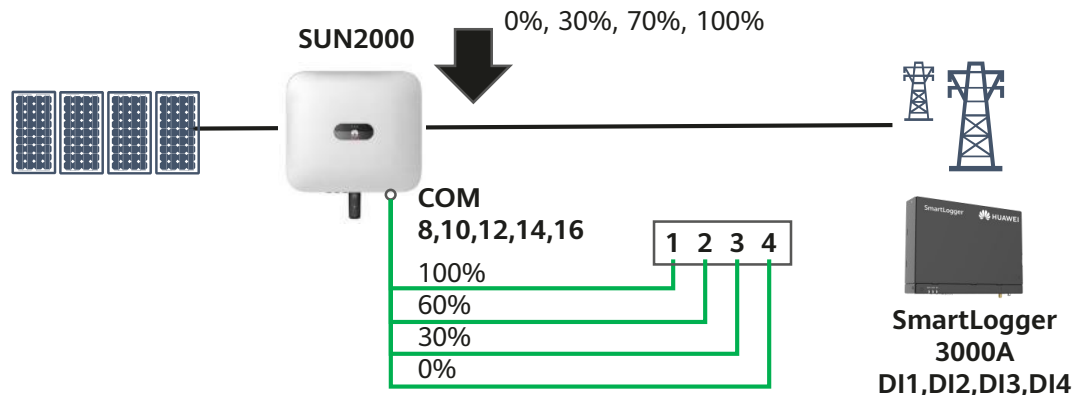 0%, 30%, 70%, 100%
SUN2000
COM
8,10,12,14,16
1 2 3 4
100%
60%
30%
0%
SmartLogger
HUAWEI
SmartLogger
3000A
DI1,DI2,DI3,DI4